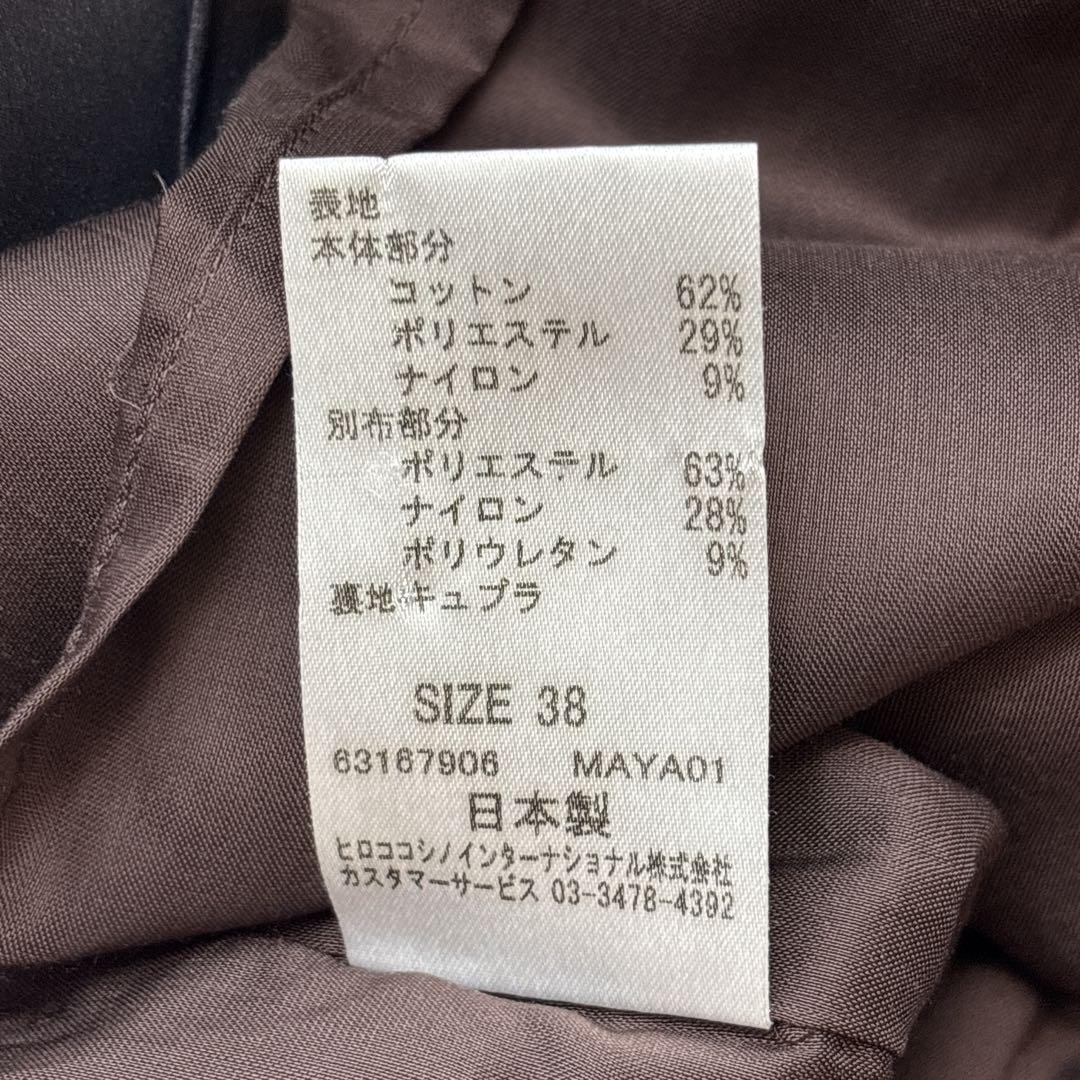 表地
本体部分
コットン 62%
ポリエステル 29%
ナイロン 9%
別布部分
ポリエステル 63%
ナイロン 28%
ポリウレタン 9%
裏地 キュプラ
SIZE 38
63167906 MAYA01
日本製
ヒロココシノインターナショナル株式会社
カスタマーサービス 03-3478-4392